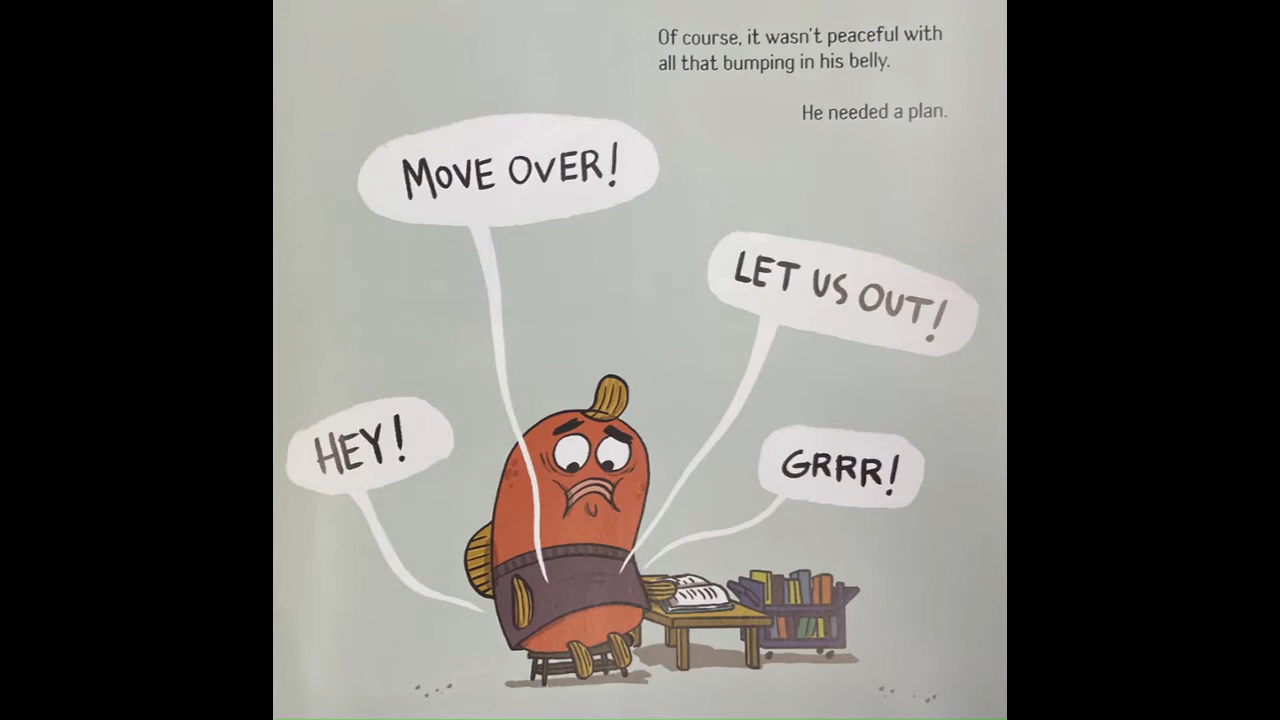 Of course, it wasn't peaceful with
all that bumping in his belly.
He needed a plan.
MOVE OVER!
LET US OUT!
HEY!
GRRR!